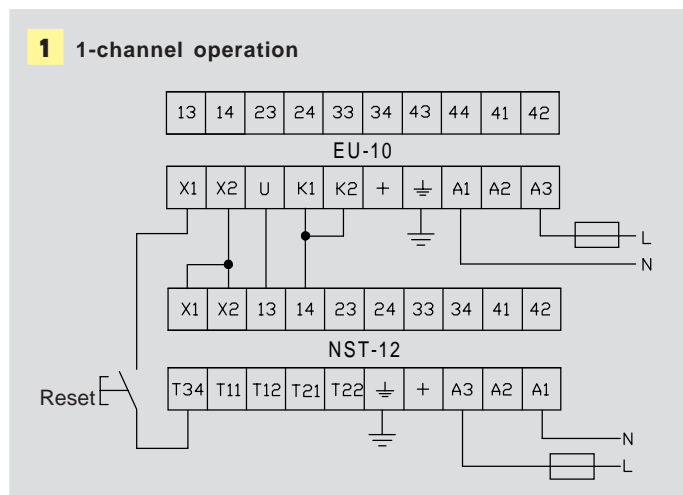 1 1-channel operation
13 14 23 24 33 34 43 44 41 42
EU-10
X1 X2 U K1 K2 + A1 A2 A3
L
N
X1 X2 13 14 23 24 33 34 41 42
NST-12
T34 T11 T12 T21 T22 + A3 A2 A1
Reset
N
L